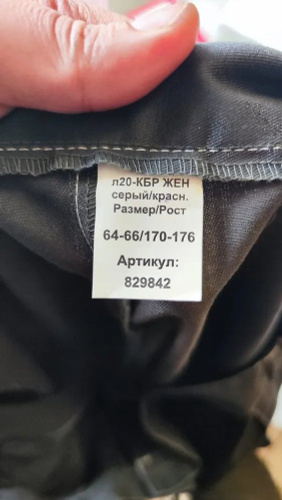 л20-КБР ЖЕН
серый/красн.
Размер/Рост
64-66/170-176
Артикул:
829842